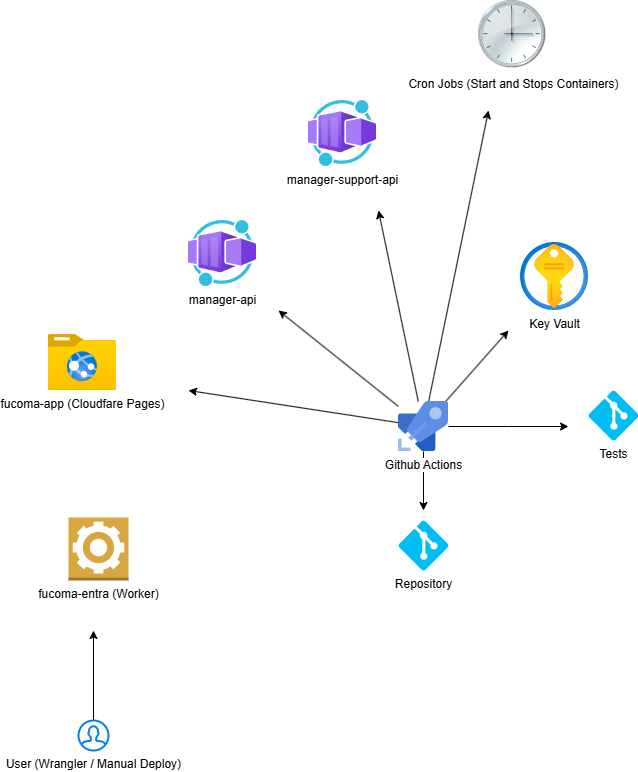 Cron Jobs (Start and Stops Containers)
manager-support-api
manager-api
Key Vault
fucoma-app (Cloudfare Pages)
Tests
Github Actions
Repository
fucoma-entra (Worker)
User (Wrangler / Manual Deploy)